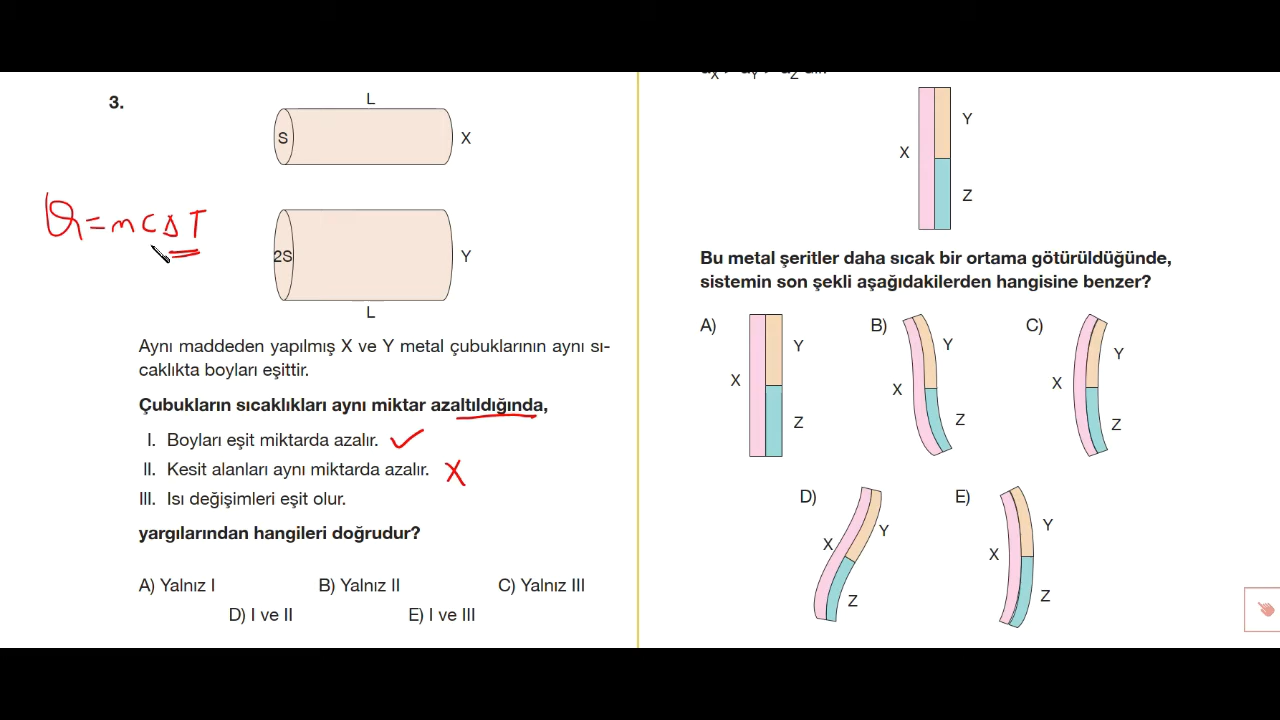 3.
L
S
X
Q = m c Δ T
2S
Y
L
Aynı maddeden yapılmış X ve Y metal çubuklarının aynı sı-
caklıkta boyları eşittir.
Çubukların sıcaklıkları aynı miktar azaltıldığında,
I. Boyları eşit miktarda azalır. ✓
II. Kesit alanları aynı miktarda azalır. X
III. Isı değişimleri eşit olur.
yargılarından hangileri doğrudur?
A) Yalnız I B) Yalnız II C) Yalnız III
D) I ve II E) I ve III
Y
X
Z
Bu metal şeritler daha sıcak bir ortama götürüldüğünde,
sistemin son şekli aşağıdakilerden hangisine benzer?
A) X Y Z
B) X Y Z
C) X Y Z
D) X Y Z
E) X Y Z